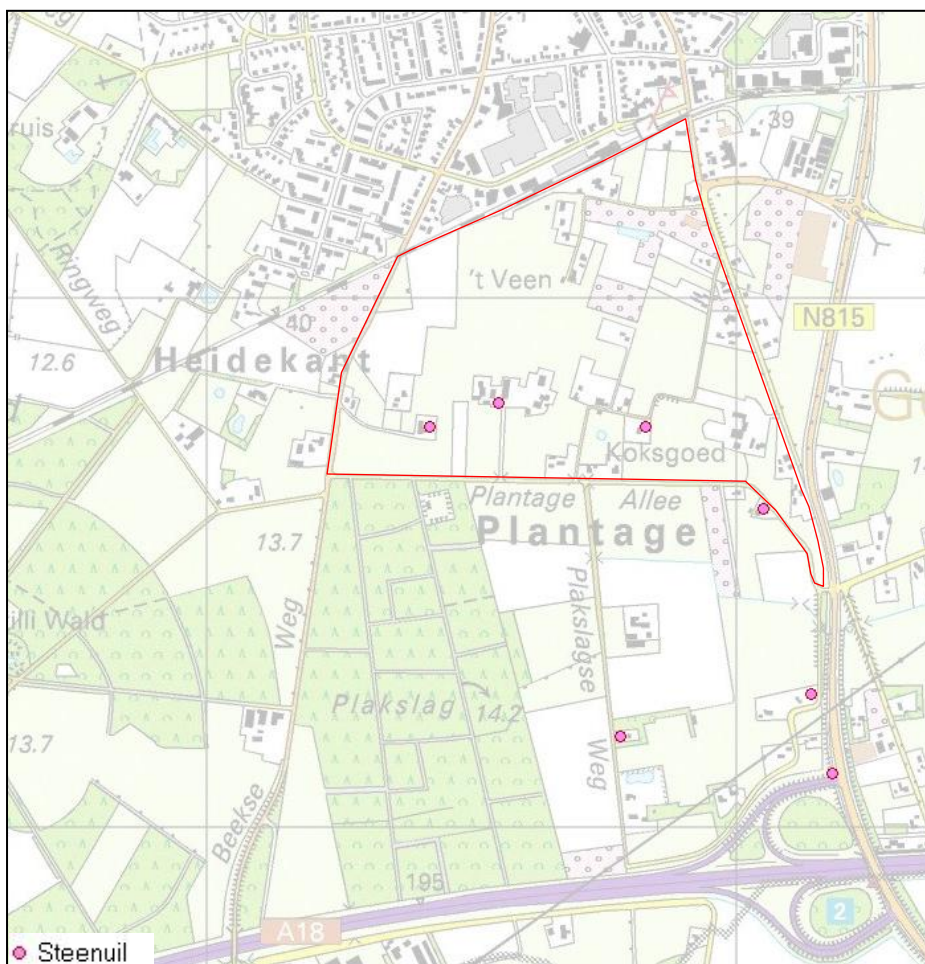 39
ruis
Ringweg
't Veen
N815
40
12.6
Heidekant
Koksgoed
Plantage Allee
Plantage
13.7
Weg
Plakslagse
Plakslag
14.2
13.7
Weg
Beekse
195
A18
2
Steenuil